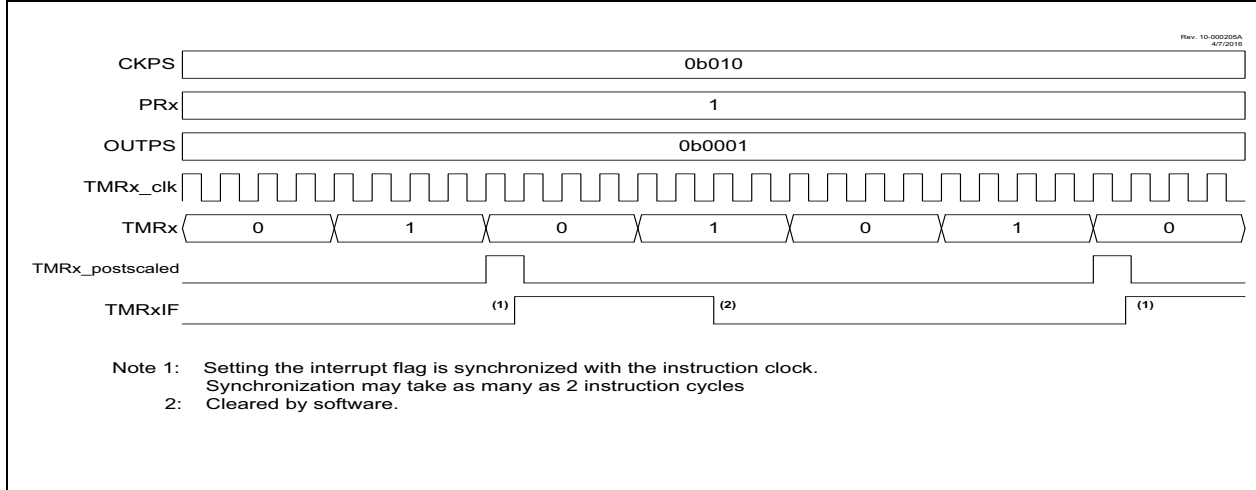 Rev. 10-000205A
4/7/2016
CKPS 0b010
PRx 1
OUTPS 0b0001
TMRx_clk
TMRx 0 1 0 1 0 1 0
TMRx_postscaled
TMRxIF (1) (2) (1)
Note 1: Setting the interrupt flag is synchronized with the instruction clock.
Synchronization may take as many as 2 instruction cycles
2: Cleared by software.